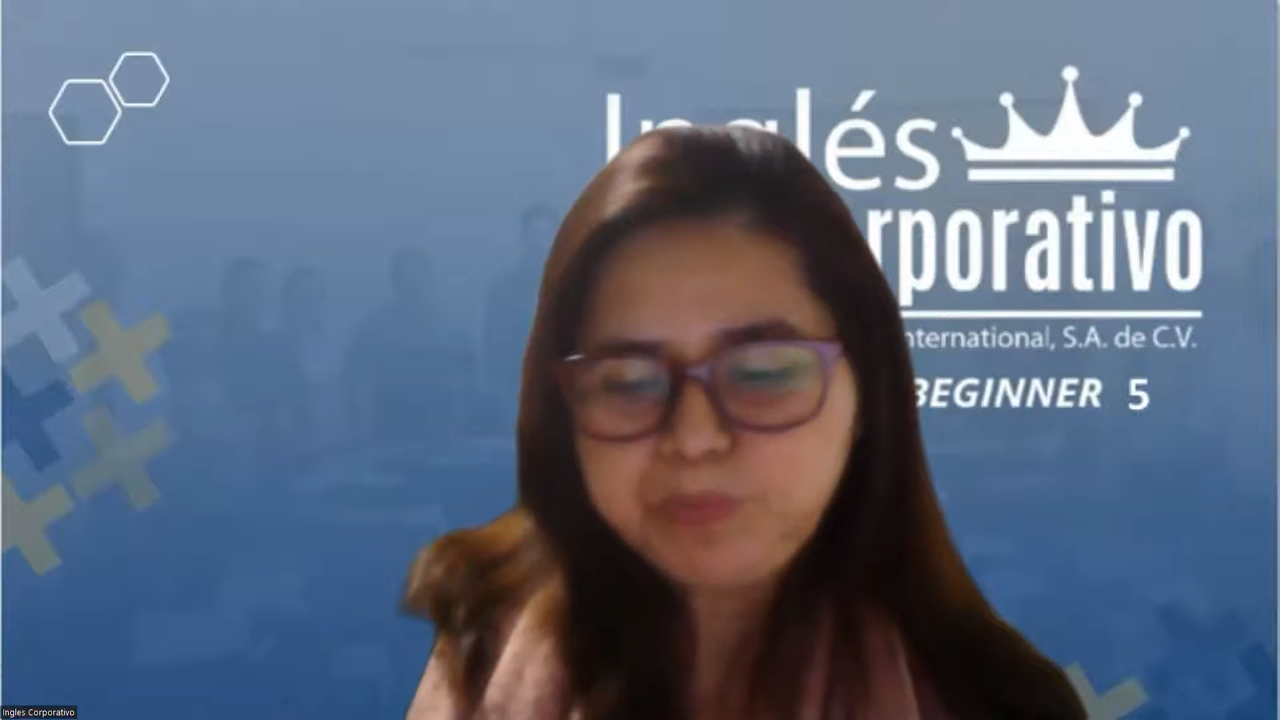 Inglés
rporativo
nternational, S.A. de C.V.
BEGINNER 5
Ingles Corporativo